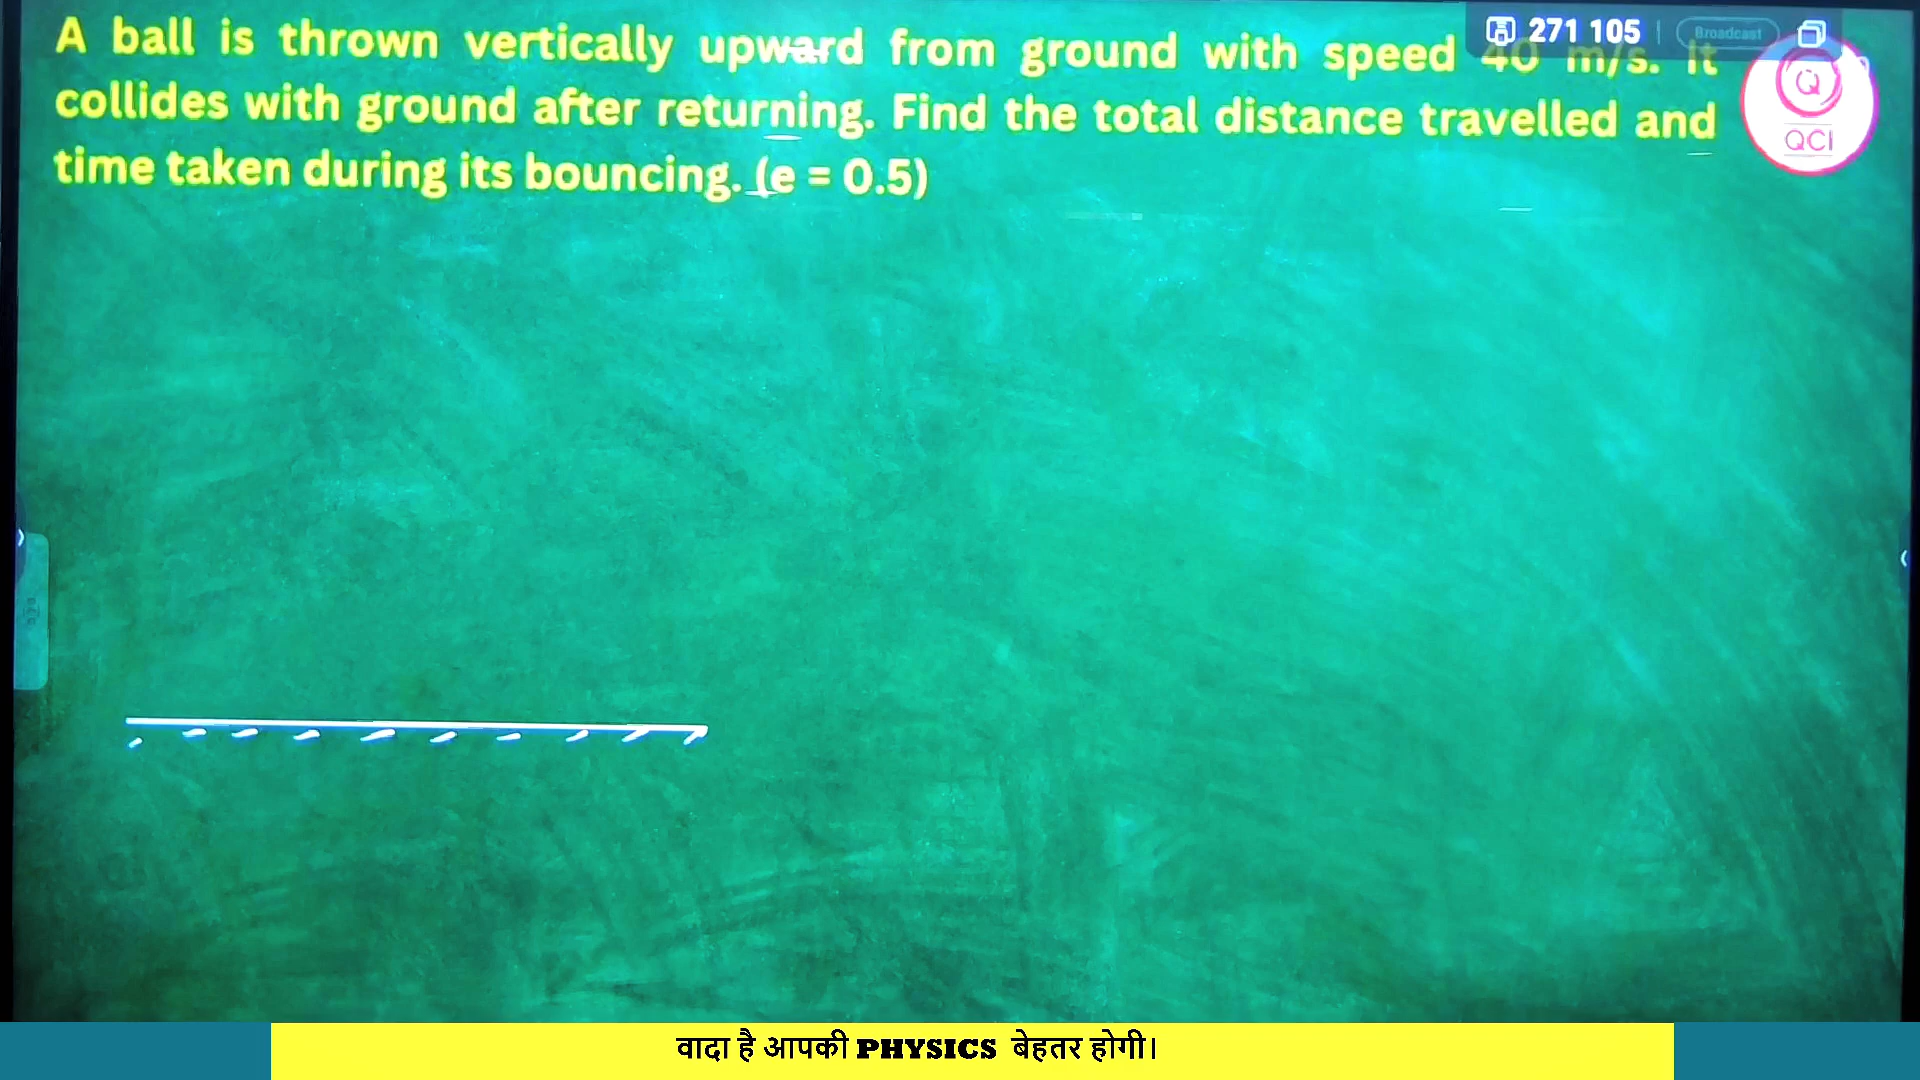 A ball is thrown vertically upward from ground with speed 40 m/s. It
collides with ground after returning. Find the total distance travelled and
time taken during its bouncing. (e = 0.5)
271 105
Broadcast
Q
QCI
वादा है आपकी PHYSICS बेहतर होगी।